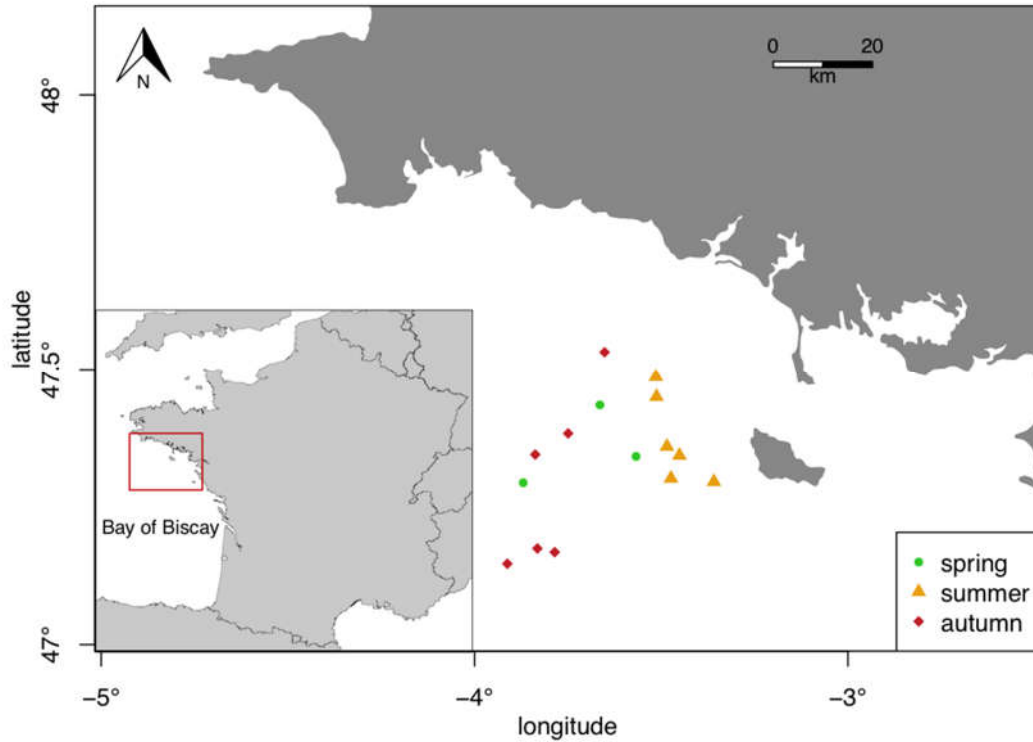 N
0 20
km
48°
47.5°
47°
latitude
Bay of Biscay
spring
summer
autumn
−5° −4° −3°
longitude